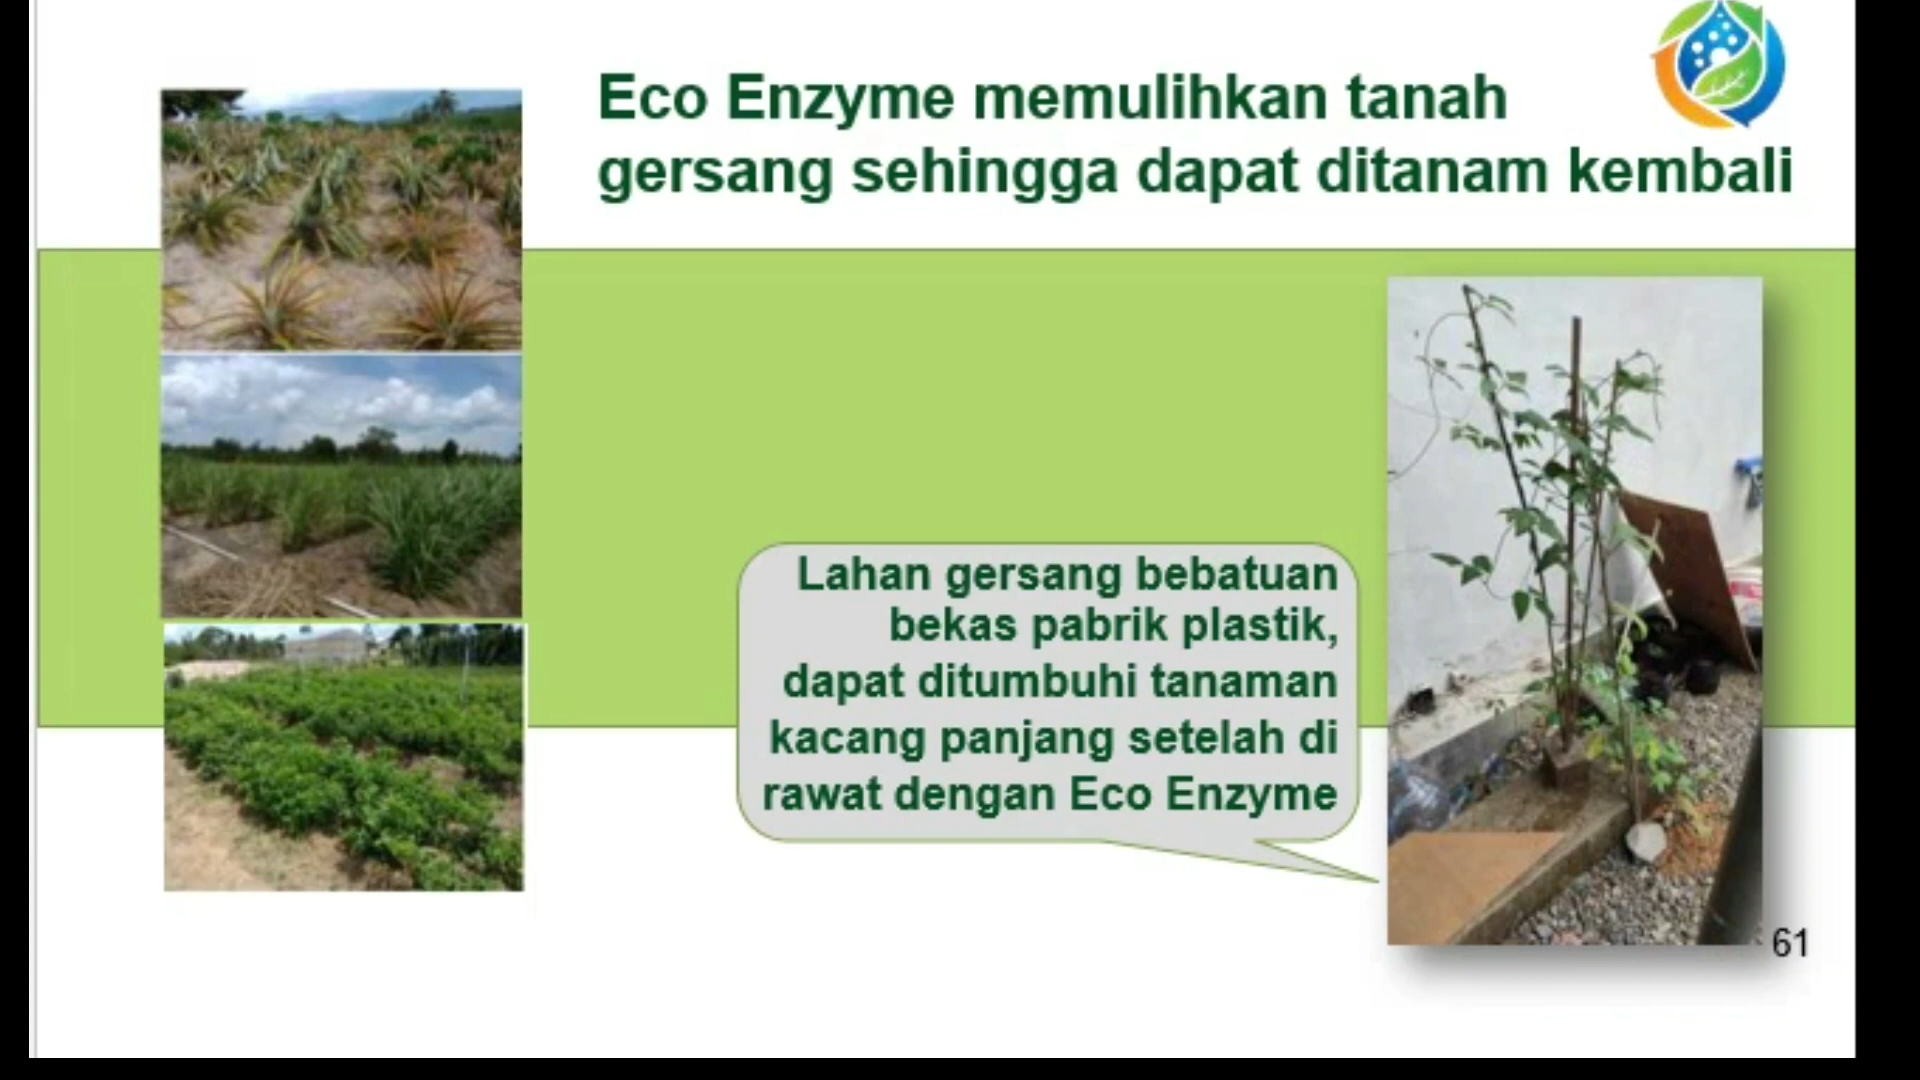 Eco Enzyme memulihkan tanah
gersang sehingga dapat ditanam kembali
Lahan gersang bebatuan
bekas pabrik plastik,
dapat ditumbuhi tanaman
kacang panjang setelah di
rawat dengan Eco Enzyme
61